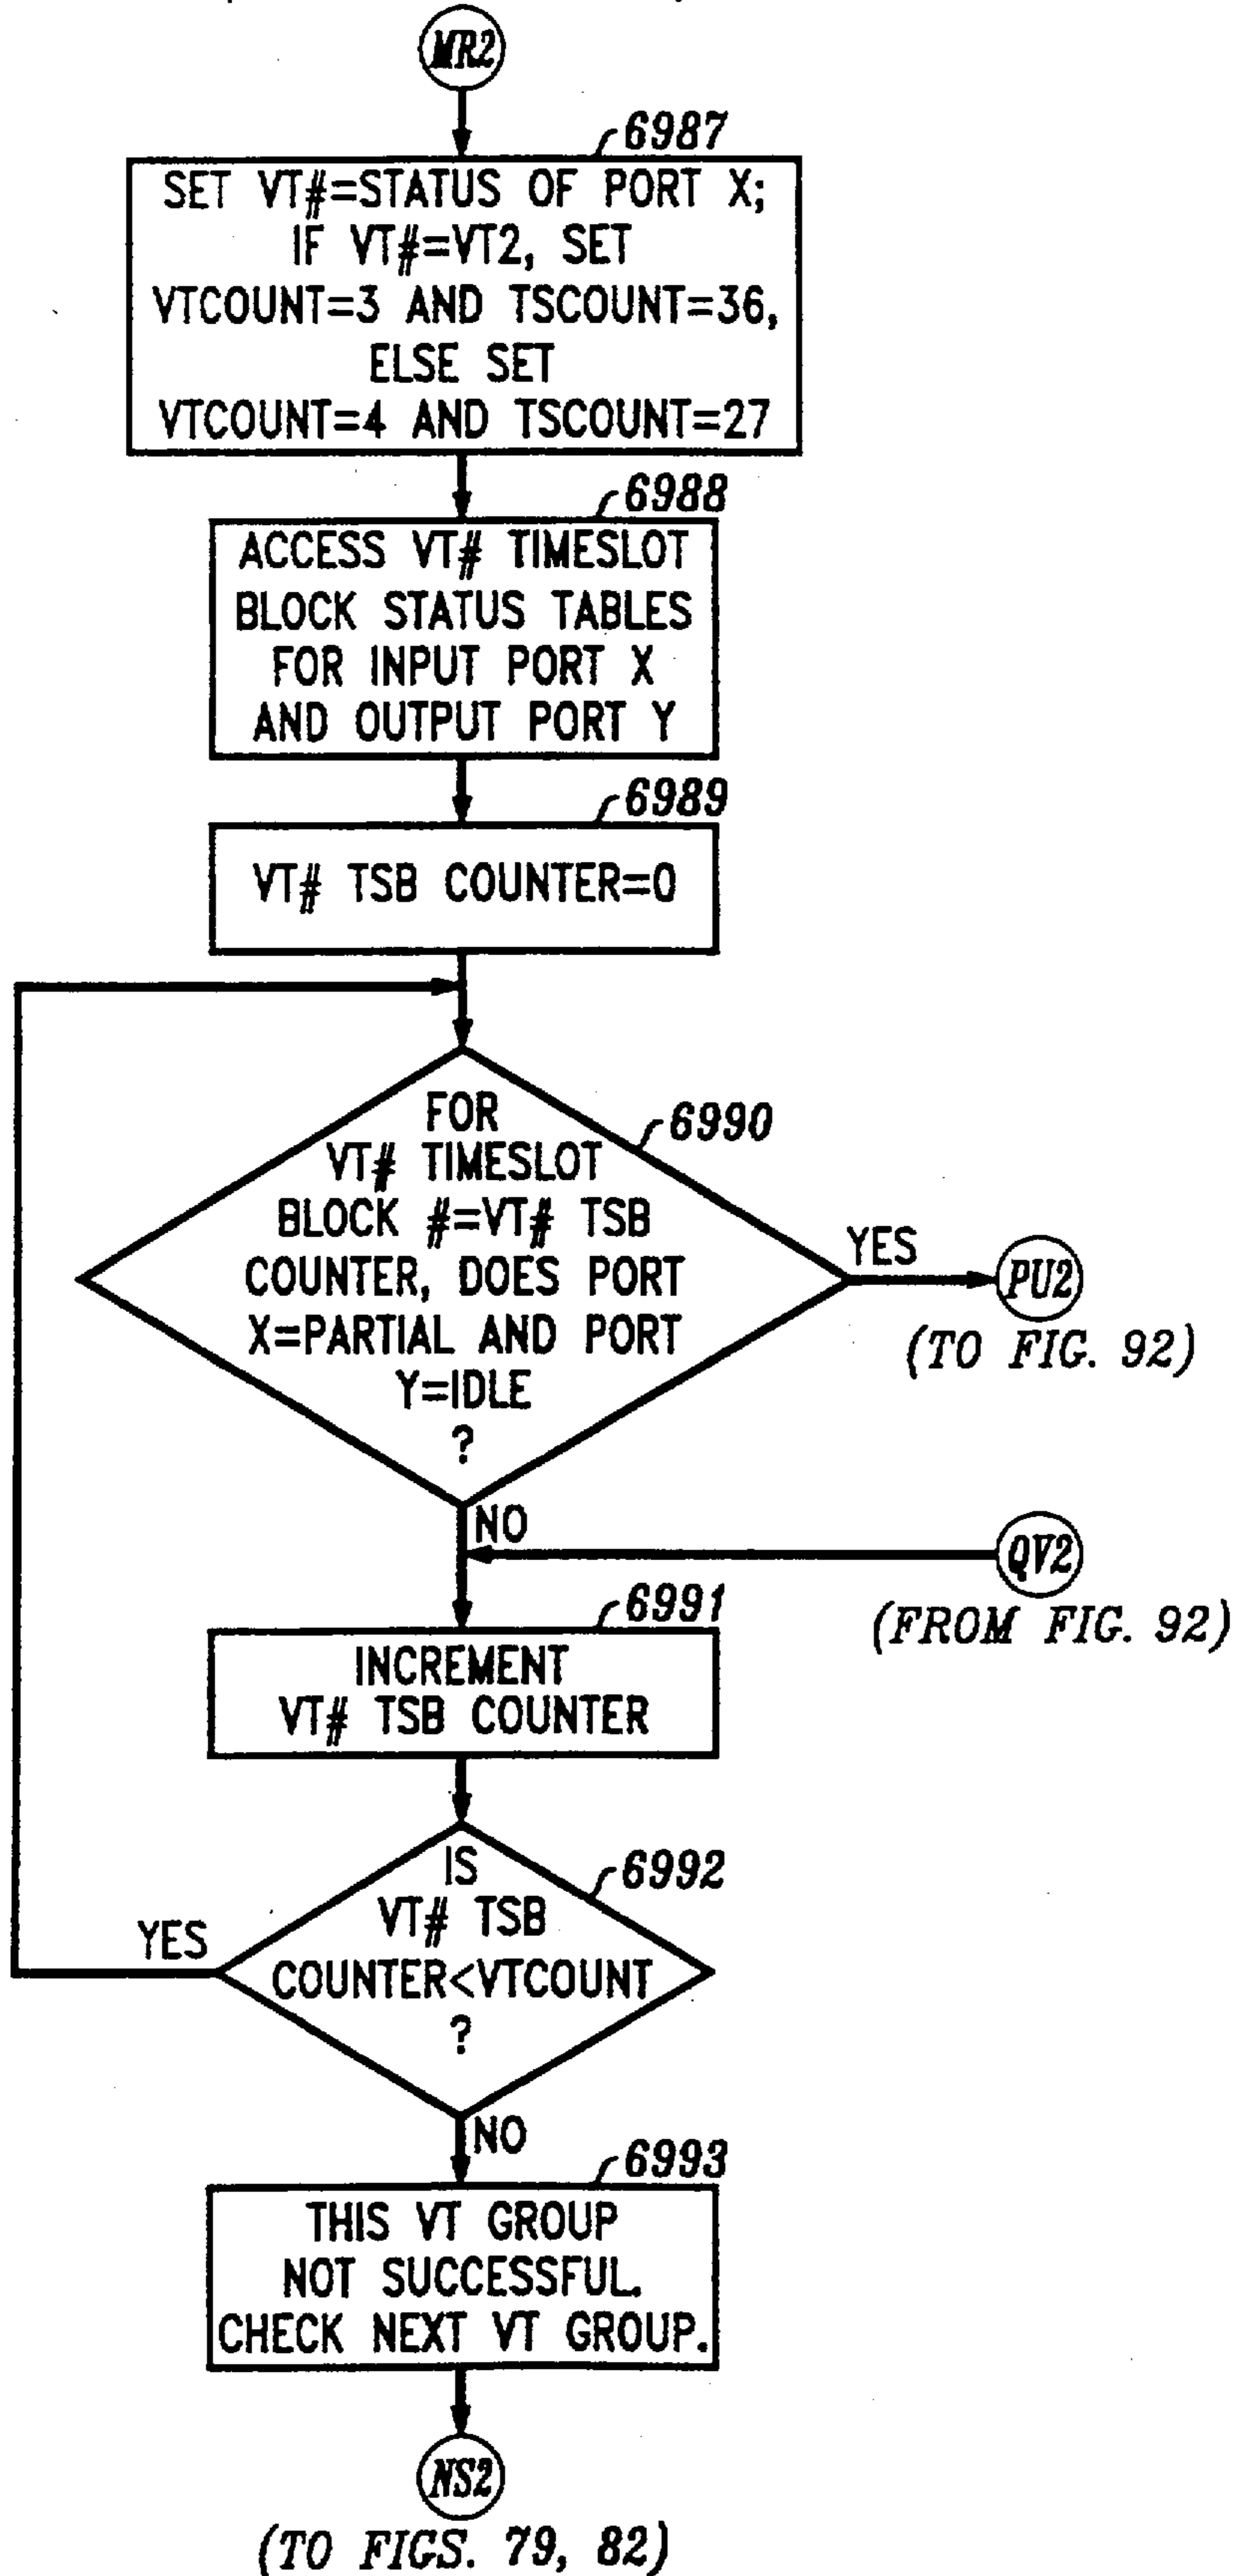 MR2
6987
SET VT#=STATUS OF PORT X;
IF VT#=VT2, SET
VTCOUNT=3 AND TSCOUNT=36,
ELSE SET
VTCOUNT=4 AND TSCOUNT=27
6988
ACCESS VT# TIMESLOT
BLOCK STATUS TABLES
FOR INPUT PORT X
AND OUTPUT PORT Y
6989
VT# TSB COUNTER=0
6990
FOR
VT# TIMESLOT
BLOCK #=VT# TSB
COUNTER, DOES PORT
X=PARTIAL AND PORT
Y=IDLE
?
YES
PU2
(TO FIG. 92)
NO
QV2
(FROM FIG. 92)
6991
INCREMENT
VT# TSB COUNTER
6992
IS
VT# TSB
COUNTER<VTCOUNT
?
YES
NO
6993
THIS VT GROUP
NOT SUCCESSFUL.
CHECK NEXT VT GROUP.
NS2
(TO FIGS. 79, 82)